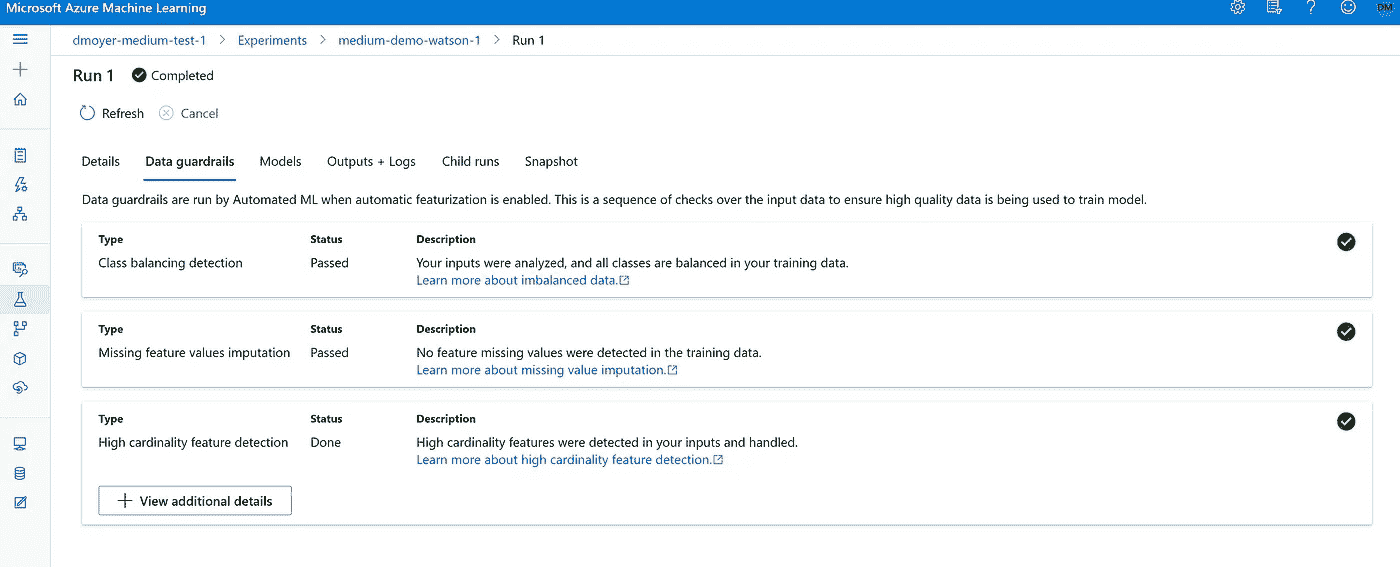 Microsoft Azure Machine Learning
DM
dmoyer-medium-test-1 > Experiments > medium-demo-watson-1 > Run 1
Run 1 Completed
Refresh Cancel
Details Data guardrails Models Outputs + Logs Child runs Snapshot
Data guardrails are run by Automated ML when automatic featurization is enabled. This is a sequence of checks over the input data to ensure high quality data is being used to train model.
Type Status Description
Class balancing detection Passed Your inputs were analyzed, and all classes are balanced in your training data.
Learn more about imbalanced data.
Type Status Description
Missing feature values imputation Passed No feature missing values were detected in the training data.
Learn more about missing value imputation.
Type Status Description
High cardinality feature detection Done High cardinality features were detected in your inputs and handled.
Learn more about high cardinality feature detection.
+ View additional details